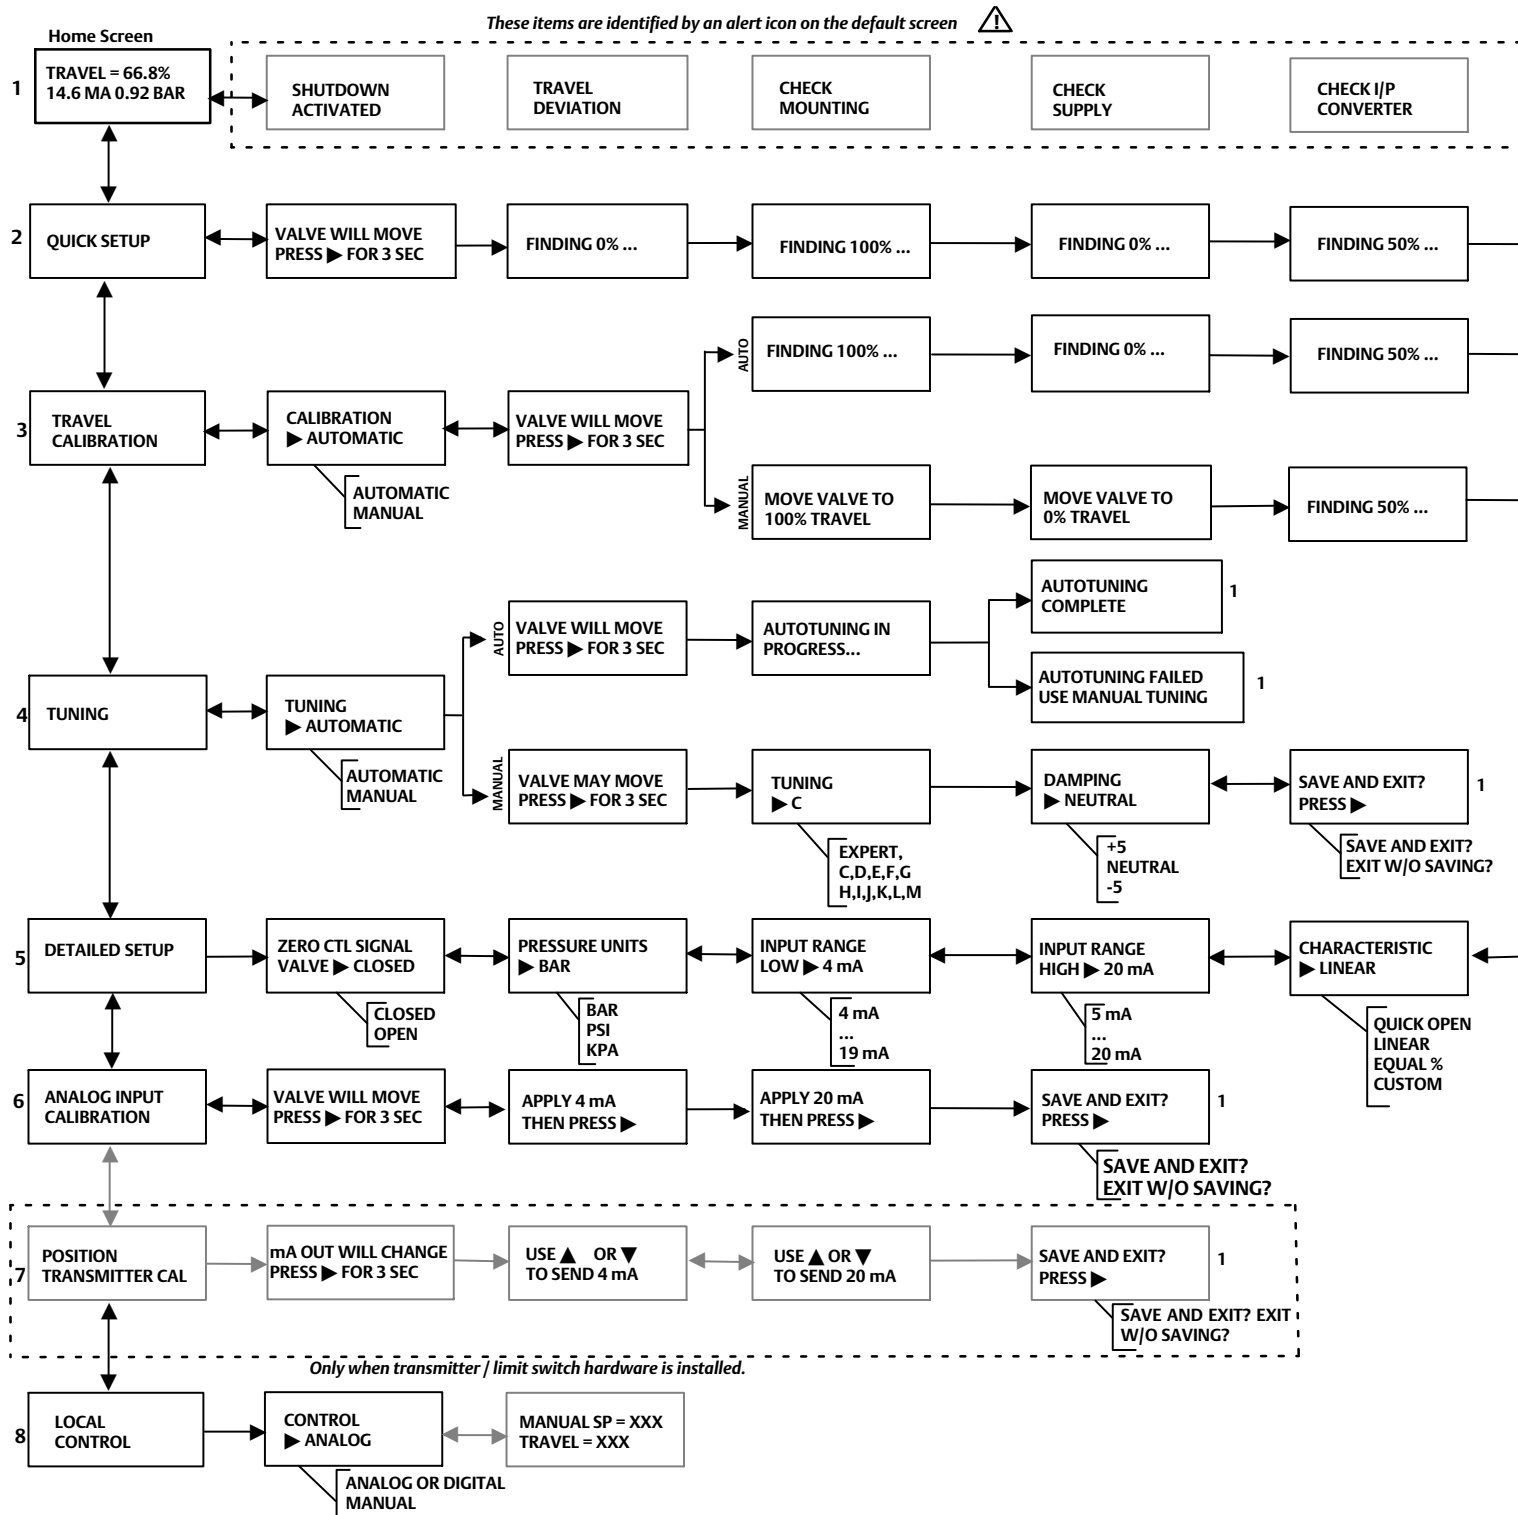 These items are identified by an alert icon on the default screen
Home Screen
1
TRAVEL = 66.8%
14.6 MA 0.92 BAR
SHUTDOWN
ACTIVATED
TRAVEL
DEVIATION
CHECK
MOUNTING
CHECK
SUPPLY
CHECK I/P
CONVERTER
2
QUICK SETUP
VALVE WILL MOVE
PRESS ▶ FOR 3 SEC
FINDING 0% ...
FINDING 100% ...
FINDING 0% ...
FINDING 50% ...
3
TRAVEL
CALIBRATION
CALIBRATION
▶ AUTOMATIC
AUTOMATIC
MANUAL
VALVE WILL MOVE
PRESS ▶ FOR 3 SEC
AUTO
FINDING 100% ...
FINDING 0% ...
FINDING 50% ...
MANUAL
MOVE VALVE TO
100% TRAVEL
MOVE VALVE TO
0% TRAVEL
FINDING 50% ...
4
TUNING
TUNING
▶ AUTOMATIC
AUTOMATIC
MANUAL
AUTO
VALVE WILL MOVE
PRESS ▶ FOR 3 SEC
AUTOTUNING IN
PROGRESS...
AUTOTUNING
COMPLETE
1
AUTOTUNING FAILED
USE MANUAL TUNING
1
MANUAL
VALVE MAY MOVE
PRESS ▶ FOR 3 SEC
TUNING
▶ C
EXPERT,
C,D,E,F,G
H,I,J,K,L,M
DAMPING
▶ NEUTRAL
+5
NEUTRAL
-5
SAVE AND EXIT?
PRESS ▶
1
SAVE AND EXIT?
EXIT W/O SAVING?
5
DETAILED SETUP
ZERO CTL SIGNAL
VALVE ▶ CLOSED
CLOSED
OPEN
PRESSURE UNITS
▶ BAR
BAR
PSI
KPA
INPUT RANGE
LOW ▶ 4 mA
4 mA
...
19 mA
INPUT RANGE
HIGH ▶ 20 mA
5 mA
...
20 mA
CHARACTERISTIC
▶ LINEAR
QUICK OPEN
LINEAR
EQUAL %
CUSTOM
6
ANALOG INPUT
CALIBRATION
VALVE WILL MOVE
PRESS ▶ FOR 3 SEC
APPLY 4 mA
THEN PRESS ▶
APPLY 20 mA
THEN PRESS ▶
SAVE AND EXIT?
PRESS ▶
1
SAVE AND EXIT?
EXIT W/O SAVING?
7
POSITION
TRANSMITTER CAL
mA OUT WILL CHANGE
PRESS ▶ FOR 3 SEC
USE ▲ OR ▼
TO SEND 4 mA
USE ▲ OR ▼
TO SEND 20 mA
SAVE AND EXIT?
PRESS ▶
1
SAVE AND EXIT? EXIT
W/O SAVING?
Only when transmitter / limit switch hardware is installed.
8
LOCAL
CONTROL
CONTROL
▶ ANALOG
ANALOG OR DIGITAL
MANUAL
MANUAL SP = XXX
TRAVEL = XXX